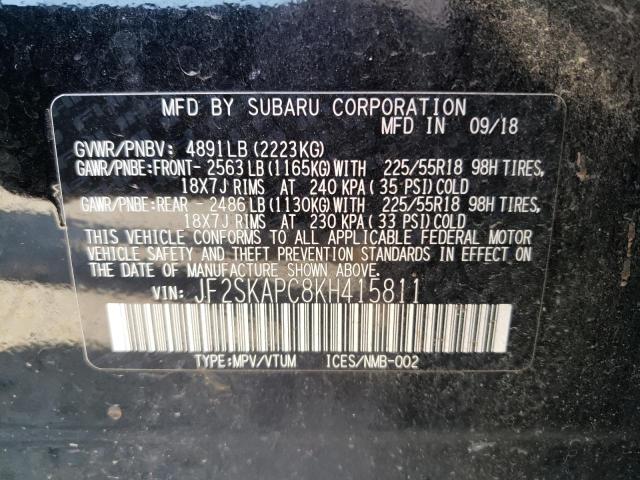 MFD BY SUBARU CORPORATION
MFD IN 09/18
GVWR/PNBV: 4891LB(2223KG)
GAWR/PNBE:FRONT- 2563LB(1165KG)WITH 225/55R18 98H TIRES,
18X7J RIMS AT 240 KPA( 35 PSI)COLD
GAWR/PNBE:REAR - 2486LB(1130KG)WITH 225/55R18 98H TIRES,
18X7J RIMS AT 230 KPA( 33 PSI)COLD
THIS VEHICLE CONFORMS TO ALL APPLICABLE FEDERAL MOTOR
VEHICLE SAFETY AND THEFT PREVENTION STANDARDS IN EFFECT
ON THE DATE OF MANUFACTURE SHOWN ABOVE.
VIN: JF2SKAPC8KH415811
TYPE:MPV/VTUM ICES/NMB-002